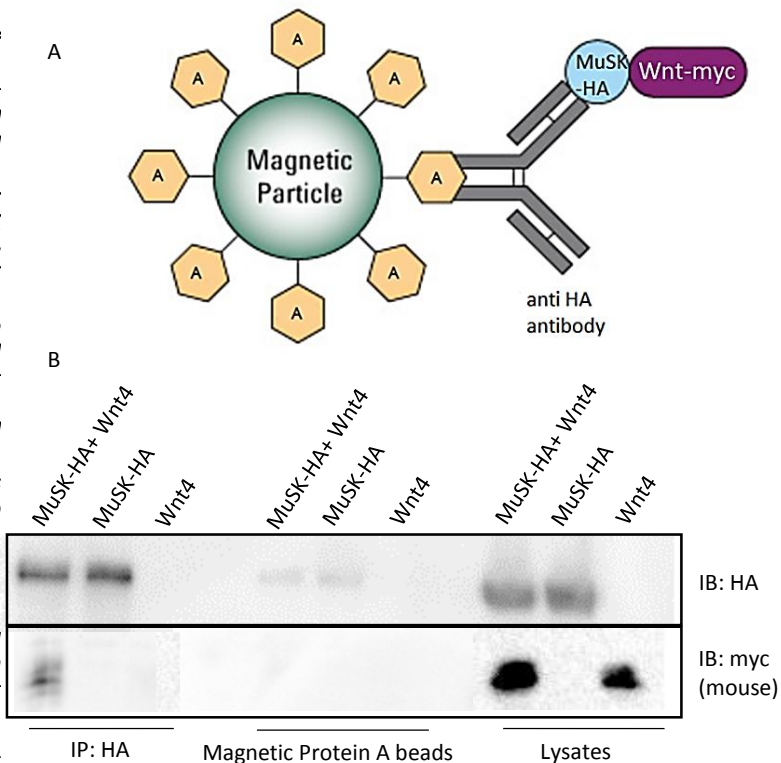 A
A
A
A
A
A
A
A
A
Magnetic
Particle
MuSK
-HA
Wnt-myc
anti HA
antibody
B
MuSK-HA+ Wnt4
MuSK-HA
Wnt4
MuSK-HA+ Wnt4
MuSK-HA
Wnt4
MuSK-HA+ Wnt4
MuSK-HA
Wnt4
IB: HA
IB: myc
(mouse)
IP: HA
Magnetic Protein A beads
Lysates